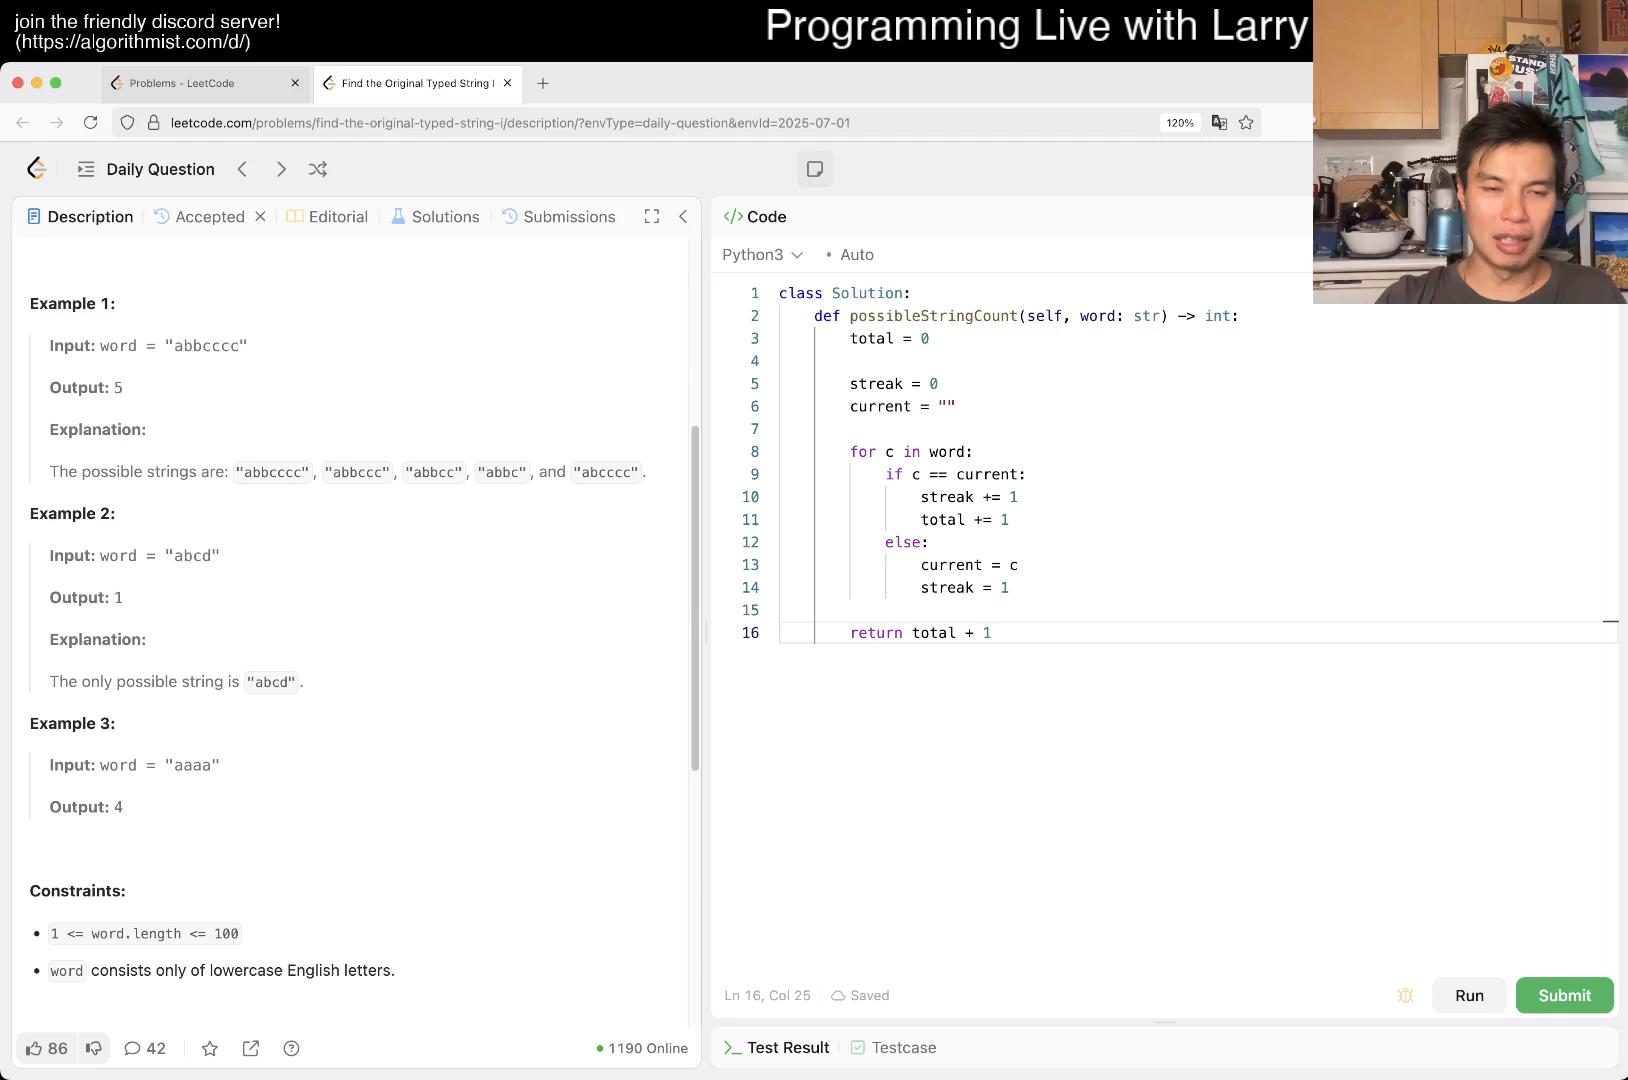 join the friendly discord server!
(https://algorithmist.com/d/)
Programming Live with Larry
Problems - LeetCode
Find the Original Typed String I
leetcode.com/problems/find-the-original-typed-string-i/description/?envType=daily-question&envId=2025-07-01
120%
Daily Question
Description
Accepted
Editorial
Solutions
Submissions
Example 1:
Input: word = "abbcccc"
Output: 5
Explanation:
The possible strings are: "abbcccc", "abbccc", "abbcc", "abbc", and "abcccc".
Example 2:
Input: word = "abcd"
Output: 1
Explanation:
The only possible string is "abcd".
Example 3:
Input: word = "aaaa"
Output: 4
Constraints:
• 1 <= word.length <= 100
• word consists only of lowercase English letters.
86
42
1190 Online
</> Code
Python3
• Auto
1 class Solution:
2 def possibleStringCount(self, word: str) -> int:
3 total = 0
4
5 streak = 0
6 current = ""
7
8 for c in word:
9 if c == current:
10 streak += 1
11 total += 1
12 else:
13 current = c
14 streak = 1
15
16 return total + 1
Ln 16, Col 25
Saved
Run
Submit
Test Result
Testcase